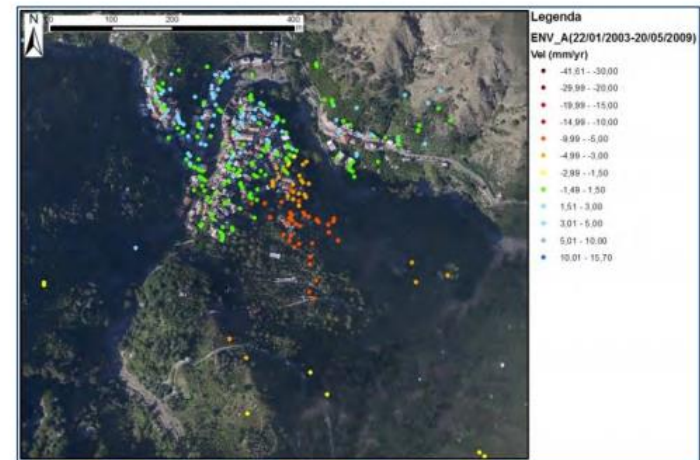 N
0 100 200 400
m
Legenda
ENV_A(22/01/2003-20/05/2009)
Vel (mm/yr)
-41,61 - -30,00
-29,99 - -20,00
-19,99 - -15,00
-14,99 - -10,00
-9,99 - -5,00
-4,99 - -3,00
-2,99 - -1,50
-1,49 - 1,50
1,51 - 3,00
3,01 - 5,00
5,01 - 10,00
10,01 - 15,70